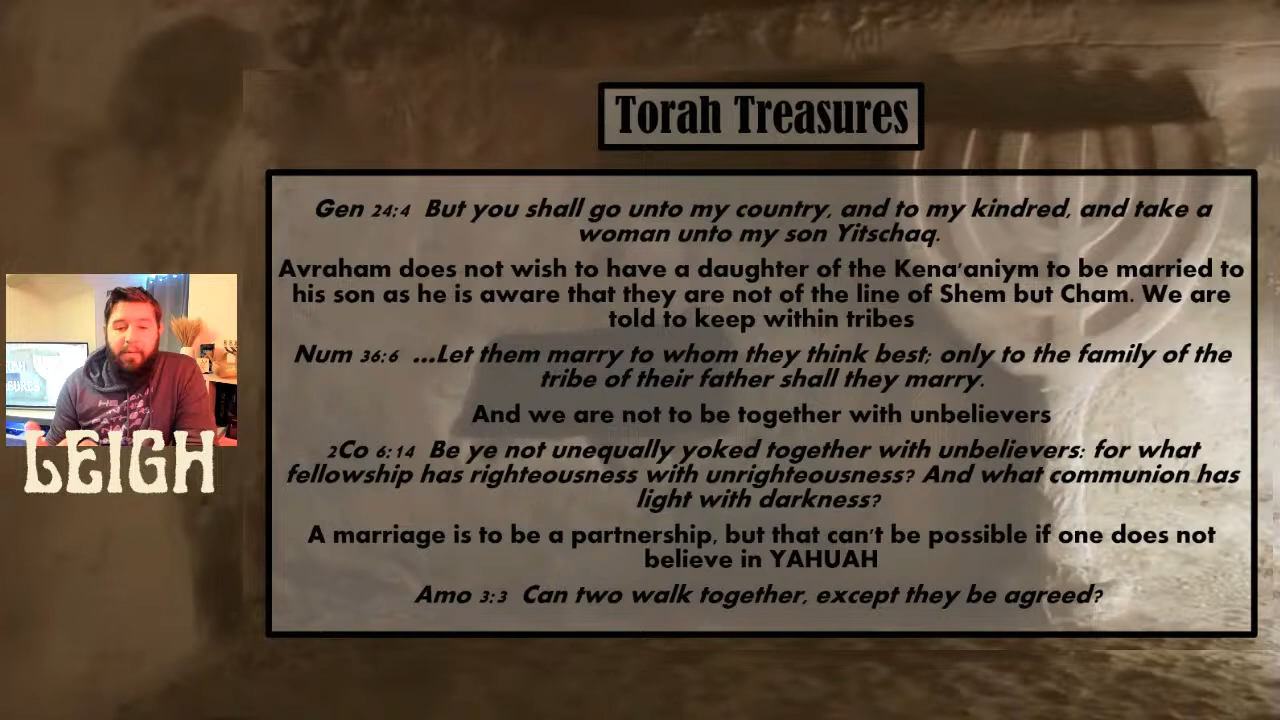 Torah Treasures
Gen 24:4 But you shall go unto my country, and to my kindred, and take a
woman unto my son Yitschaq.
Avraham does not wish to have a daughter of the Kena'aniym to be married to
his son as he is aware that they are not of the line of Shem but Cham. We are
told to keep within tribes
Num 36:6 ...Let them marry to whom they think best; only to the family of the
tribe of their father shall they marry.
And we are not to be together with unbelievers
2Co 6:14 Be ye not unequally yoked together with unbelievers: for what
fellowship has righteousness with unrighteousness? And what communion has
light with darkness?
A marriage is to be a partnership, but that can't be possible if one does not
believe in YAHUAH
Amo 3:3 Can two walk together, except they be agreed?
LEIGH